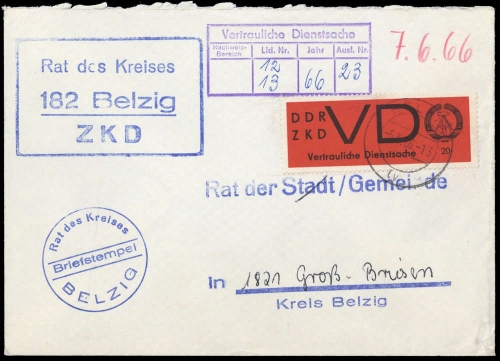 Vertrauliche Dienstsache
Nachweis-Bereich Lfd. Nr. Jahr Ausf. Nr.
12
13 66 23
7.6.66
Rat des Kreises
182 Belzig
ZKD
DDR
ZKD
VD
20
Vertrauliche Dienstsache
Rat der Stadt/Gemeinde
Rat des Kreises
Briefstempel
BELZIG
In 1821 Groß-Briesen
Kreis Belzig